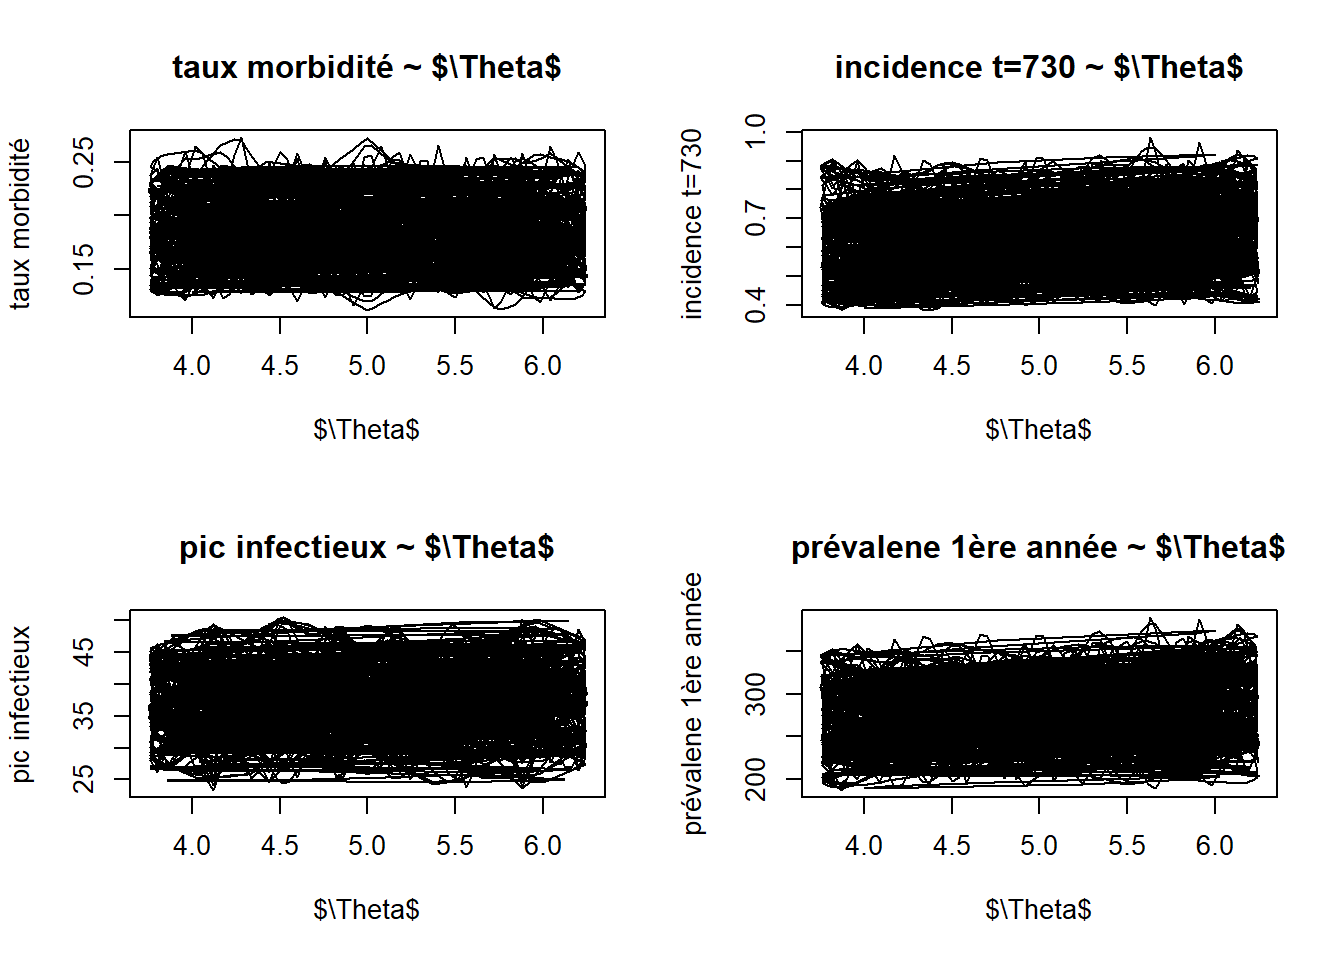 taux morbidité ~ $\Theta$
taux morbidité
0.25
0.15
4.0 4.5 5.0 5.5 6.0
$\Theta$
incidence t=730 ~ $\Theta$
incidence t=730
1.0
0.7
0.4
4.0 4.5 5.0 5.5 6.0
$\Theta$
pic infectieux ~ $\Theta$
pic infectieux
45
35
25
4.0 4.5 5.0 5.5 6.0
$\Theta$
prévalene 1ère année ~ $\Theta$
prévalene 1ère année
300
200
4.0 4.5 5.0 5.5 6.0
$\Theta$